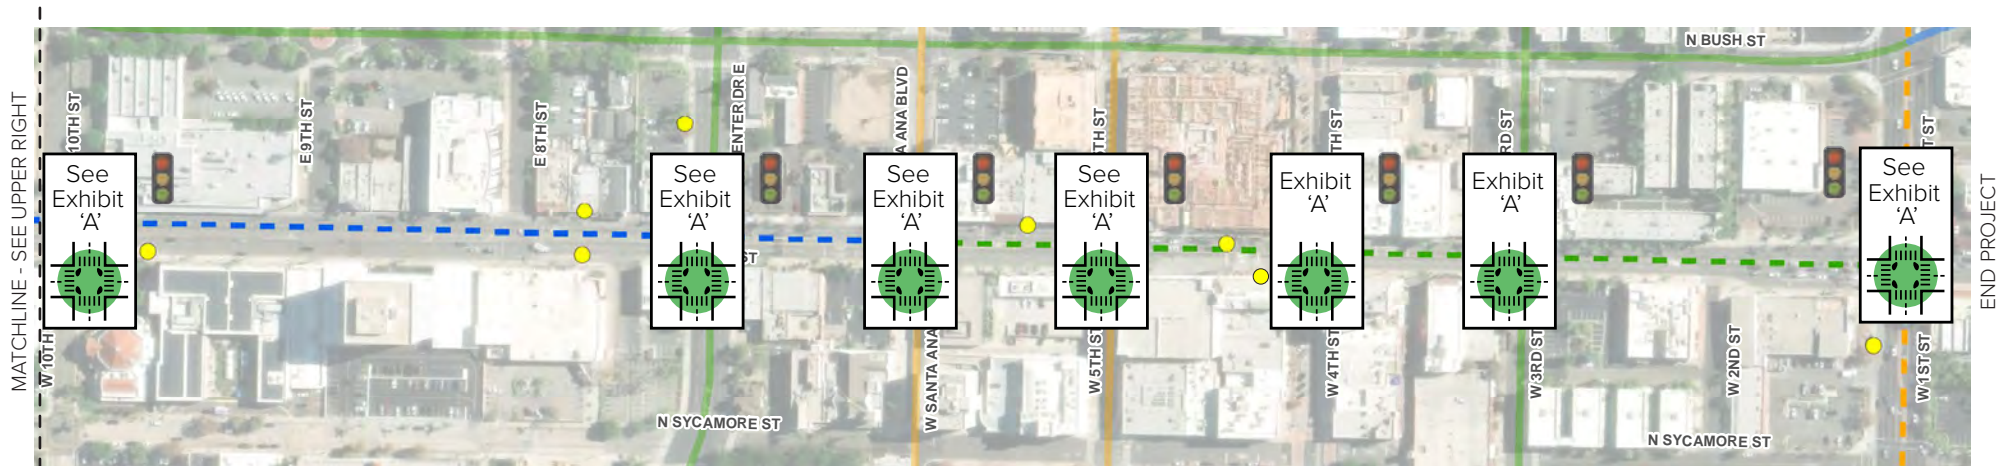 MATCHLINE - SEE UPPER RIGHT
10TH ST
E 9TH ST
E 8TH ST
ENTER DR E
A ANA BLVD
5TH ST
TH ST
RD ST
N BUSH ST
T ST
See
Exhibit
‘A’
See
Exhibit
‘A’
See
Exhibit
‘A’
See
Exhibit
‘A’
Exhibit
‘A’
Exhibit
‘A’
See
Exhibit
‘A’
ST
W 10TH
N SYCAMORE ST
W SANTA ANA
W 5TH ST
W 4TH ST
W 3RD ST
W 2ND ST
N SYCAMORE ST
W 1ST ST
END PROJECT